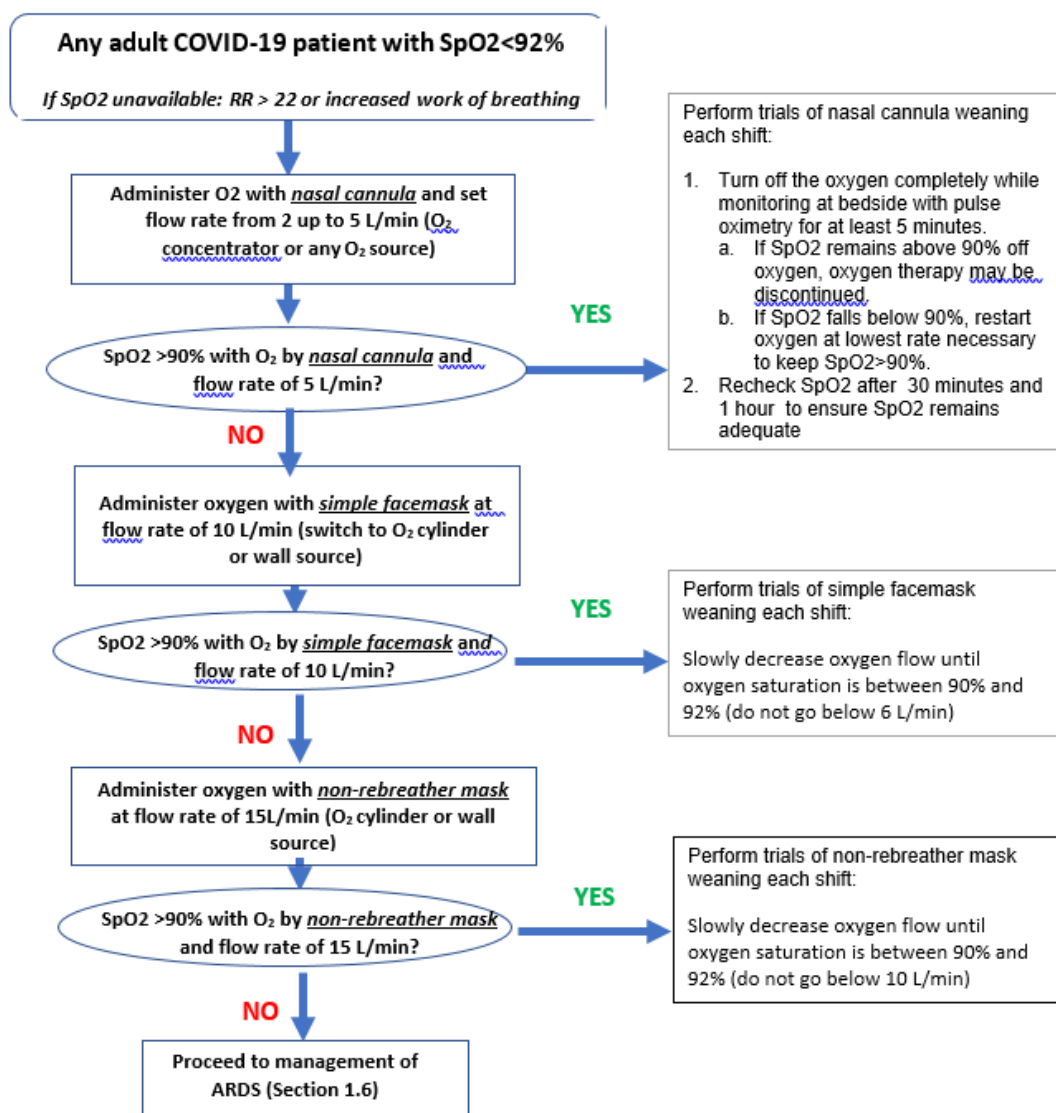 Any adult COVID-19 patient with SpO2<92%
If SpO2 unavailable: RR > 22 or increased work of breathing
Administer O2 with nasal cannula and set
flow rate from 2 up to 5 L/min (O₂
concentrator or any O₂ source)
SpO2 >90% with O₂ by nasal cannula and
flow rate of 5 L/min?
YES
Perform trials of nasal cannula weaning
each shift:
1. Turn off the oxygen completely while
monitoring at bedside with pulse
oximetry for at least 5 minutes.
a. If SpO2 remains above 90% off
oxygen, oxygen therapy may be
discontinued.
b. If SpO2 falls below 90%, restart
oxygen at lowest rate necessary
to keep SpO2>90%.
2. Recheck SpO2 after 30 minutes and
1 hour to ensure SpO2 remains
adequate
NO
Administer oxygen with simple facemask at
flow rate of 10 L/min (switch to O₂ cylinder
or wall source)
SpO2 >90% with O₂ by simple facemask and
flow rate of 10 L/min?
YES
Perform trials of simple facemask
weaning each shift:
Slowly decrease oxygen flow until
oxygen saturation is between 90% and
92% (do not go below 6 L/min)
NO
Administer oxygen with non-rebreather mask
at flow rate of 15L/min (O₂ cylinder or wall
source)
SpO2 >90% with O₂ by non-rebreather mask
and flow rate of 15 L/min?
YES
Perform trials of non-rebreather mask
weaning each shift:
Slowly decrease oxygen flow until
oxygen saturation is between 90% and
92% (do not go below 10 L/min)
NO
Proceed to management of
ARDS (Section 1.6)